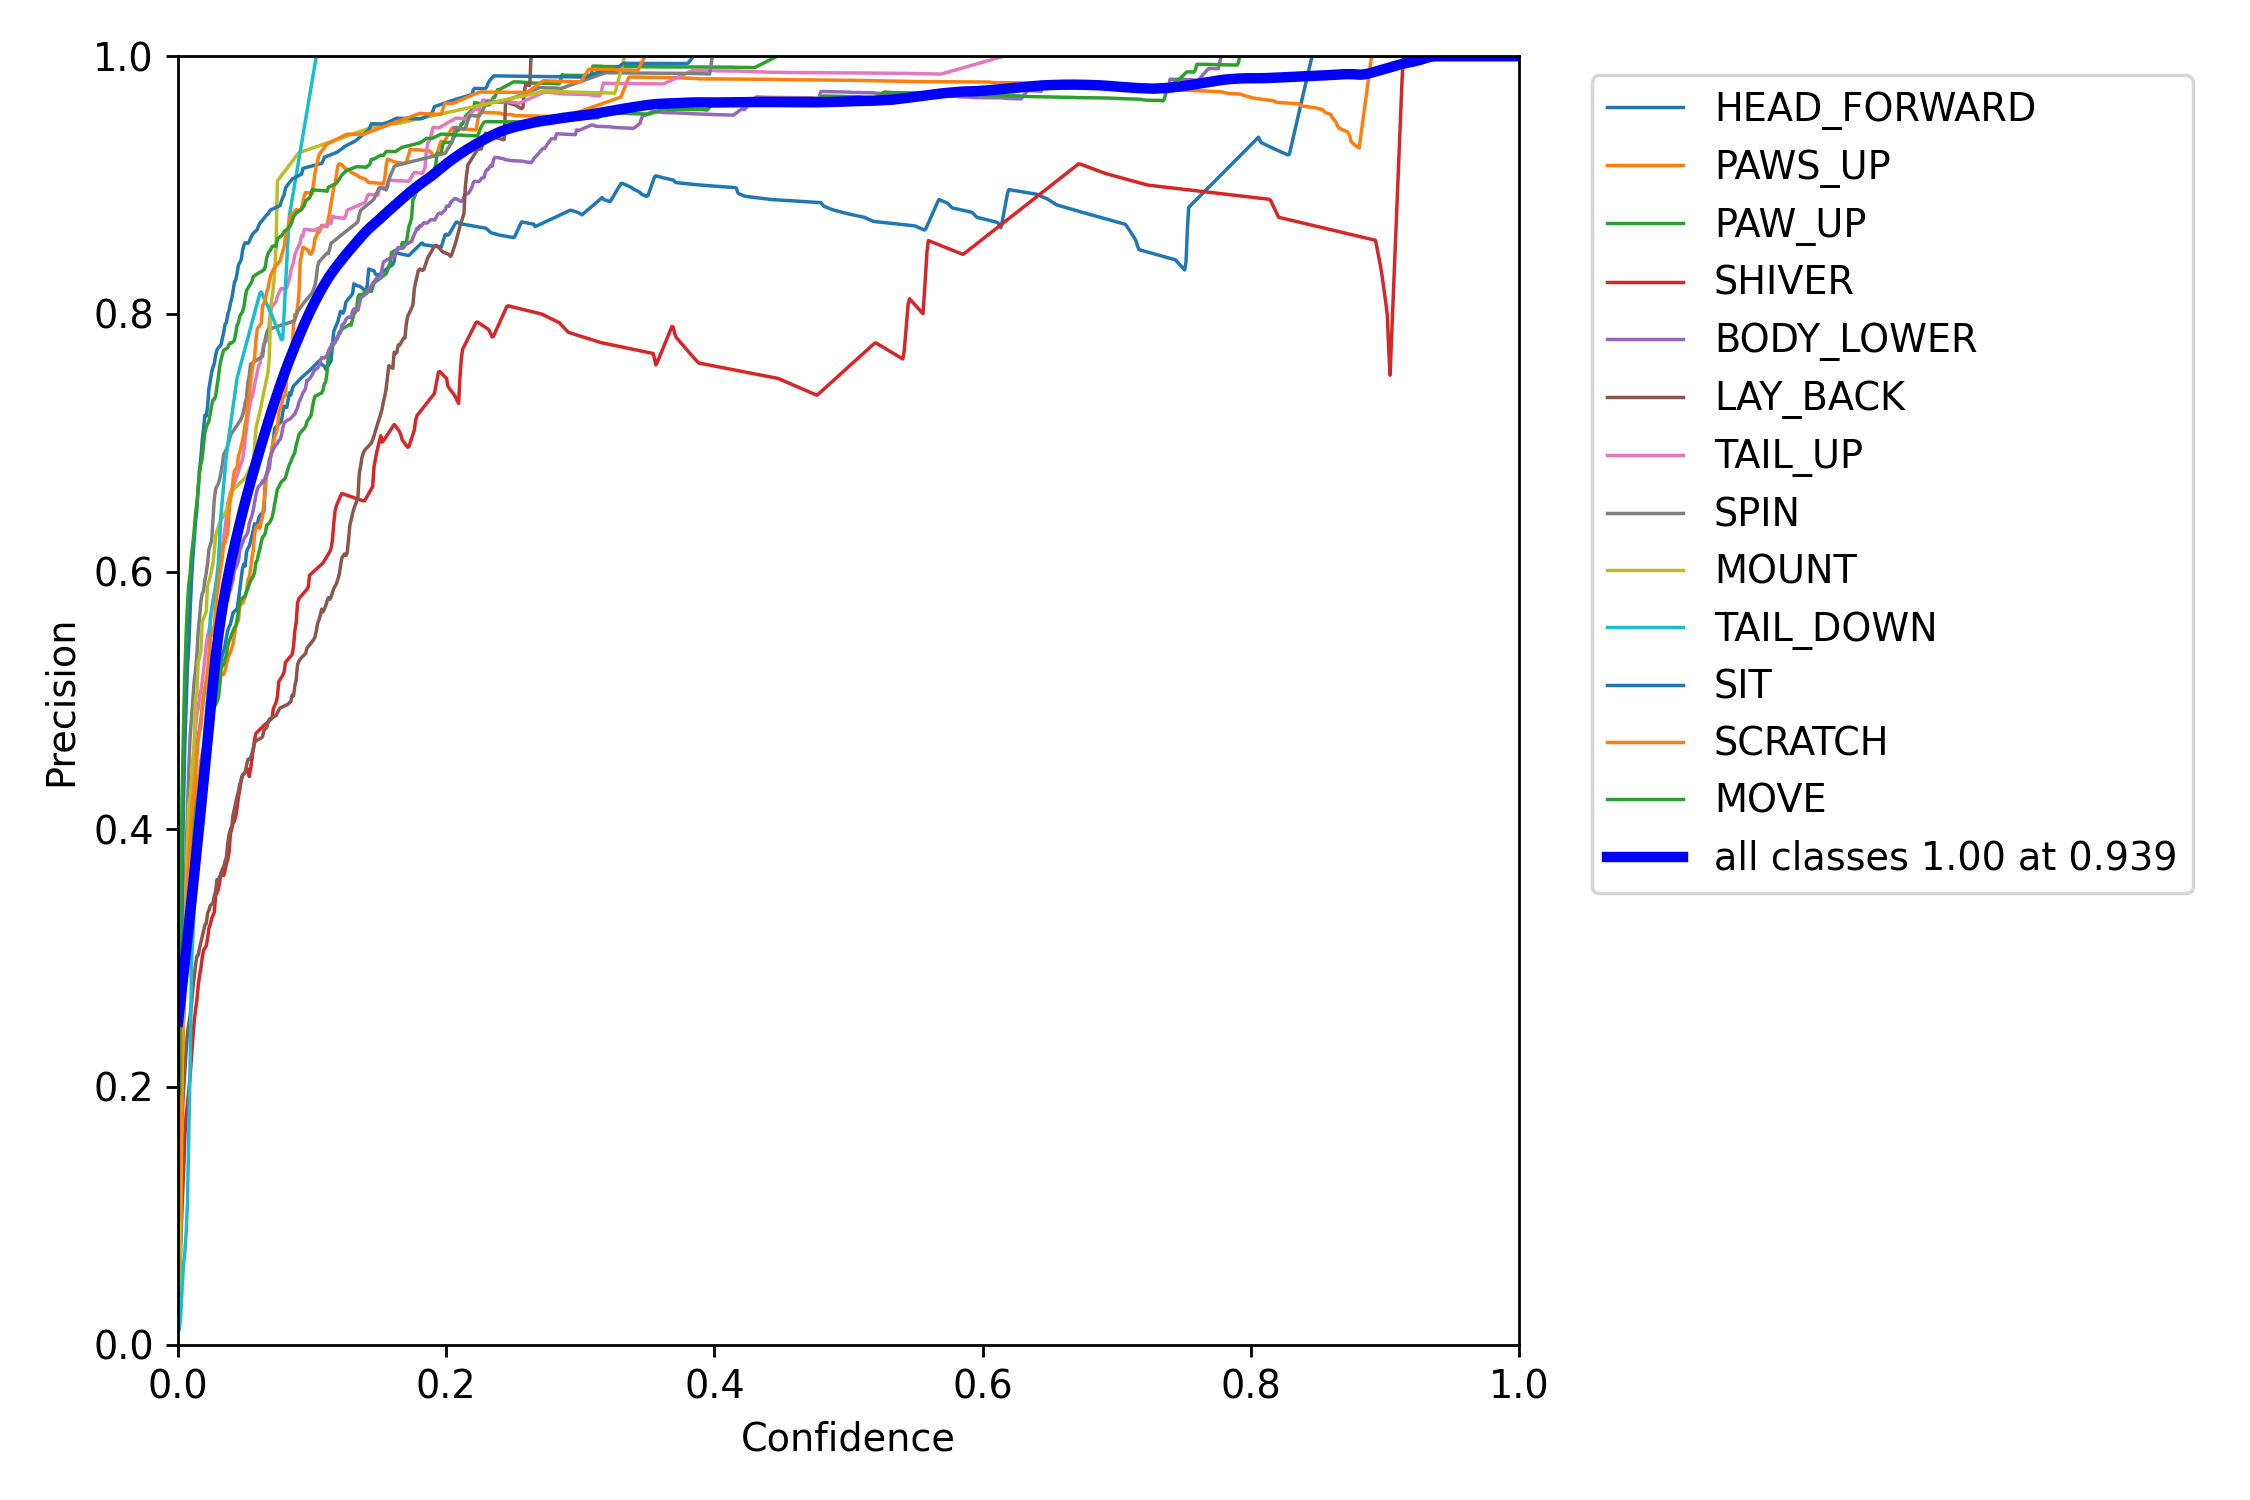 1.0
0.8
0.6
0.4
0.2
0.0
Precision
0.0 0.2 0.4 0.6 0.8 1.0
Confidence
HEAD_FORWARD
PAWS_UP
PAW_UP
SHIVER
BODY_LOWER
LAY_BACK
TAIL_UP
SPIN
MOUNT
TAIL_DOWN
SIT
SCRATCH
MOVE
all classes 1.00 at 0.939